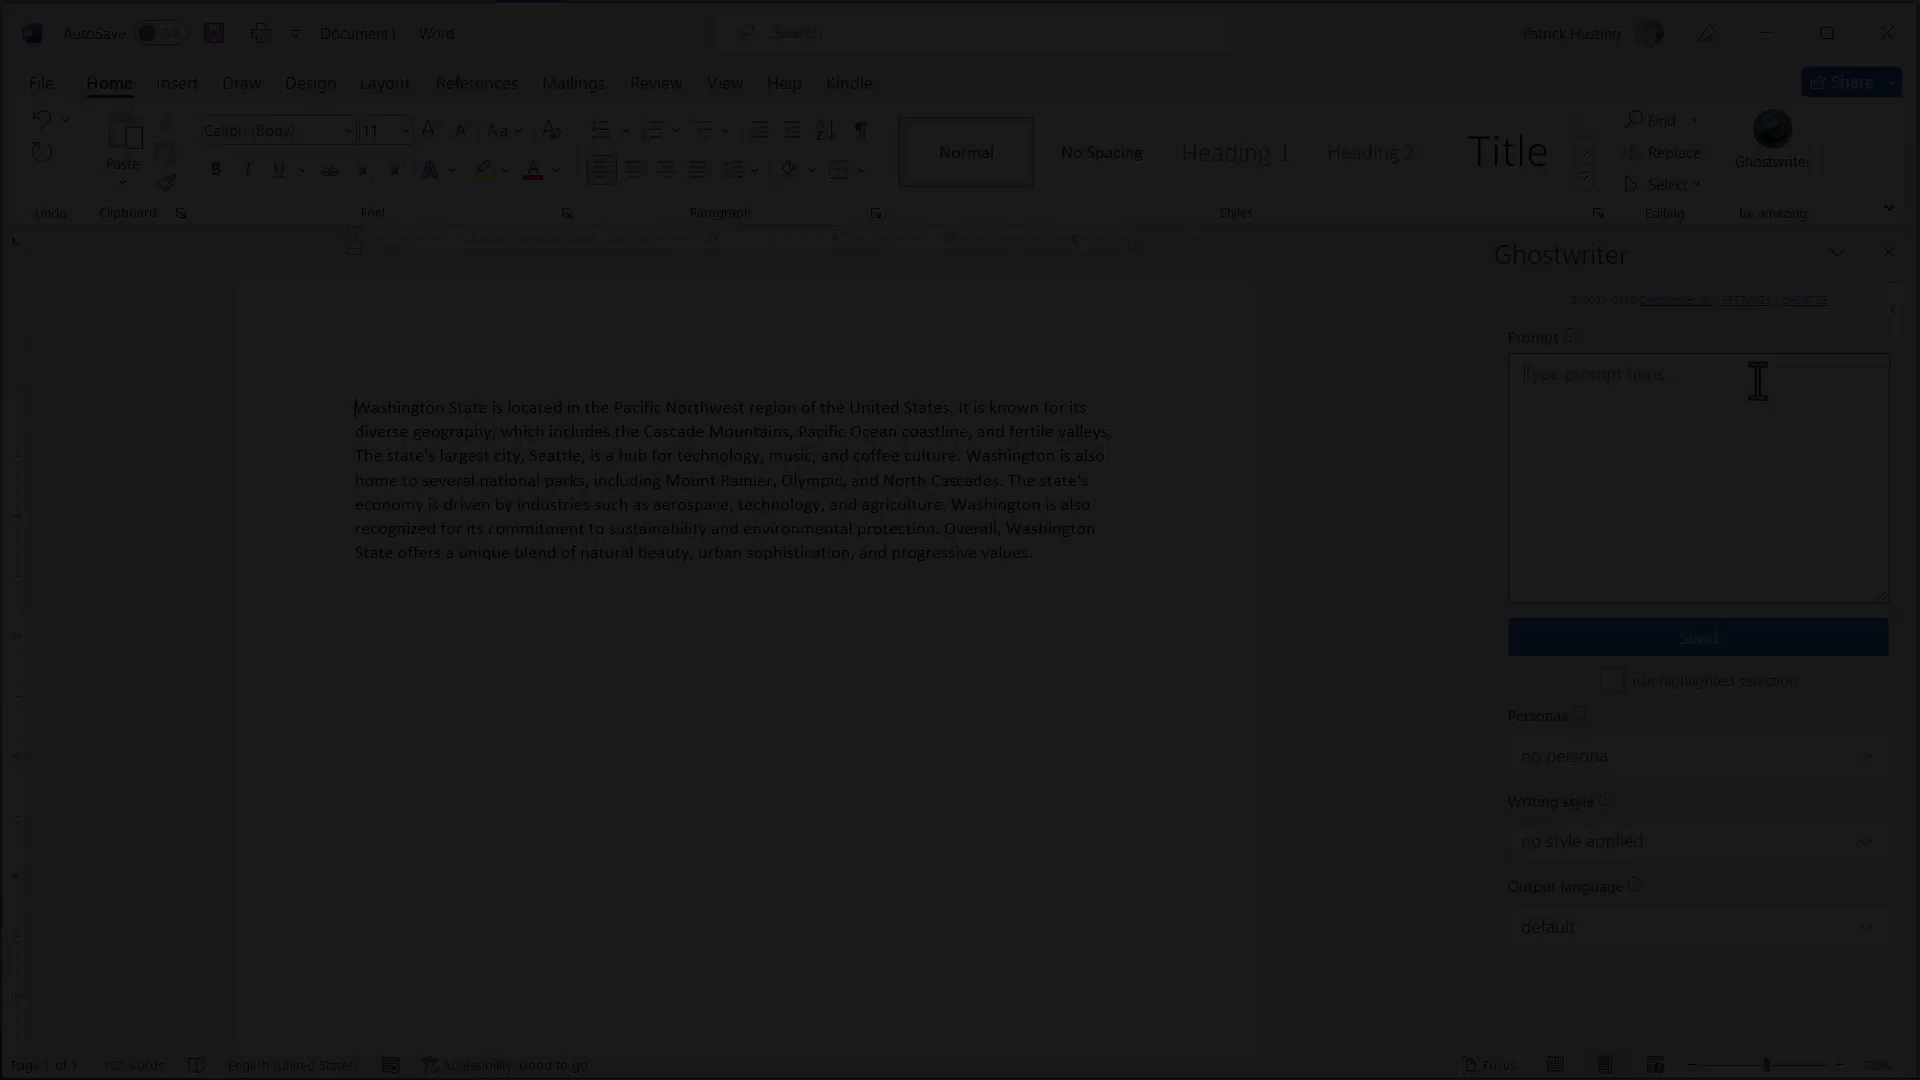 AutoSave Off Document1 - Word Search Patrick Husting
File Home Insert Draw Design Layout References Mailings Review View Help Kindle Share
Paste Calibri (Body) 11 Normal No Spacing Heading 1 Heading 2 Title Find Replace Select Ghostwriter
Undo Clipboard Font Paragraph Styles Editing be amazing
Ghostwriter
SETTINGS UPDATES
Prompt
Type prompt here
Washington State is located in the Pacific Northwest region of the United States. It is known for its
diverse geography, which includes the Cascade Mountains, Pacific Ocean coastline, and fertile valleys.
The state's largest city, Seattle, is a hub for technology, music, and coffee culture. Washington is also
home to several national parks, including Mount Rainier, Olympic, and North Cascades. The state's
economy is driven by industries such as aerospace, technology, and agriculture. Washington is also
recognized for its commitment to sustainability and environmental protection. Overall, Washington
State offers a unique blend of natural beauty, urban sophistication, and progressive values.
Send
use highlighted selection
Personas
no persona
Writing style
no style applied
Output language
default
Page 1 of 1 100 words English (United States) Accessibility: Good to go Focus 200%